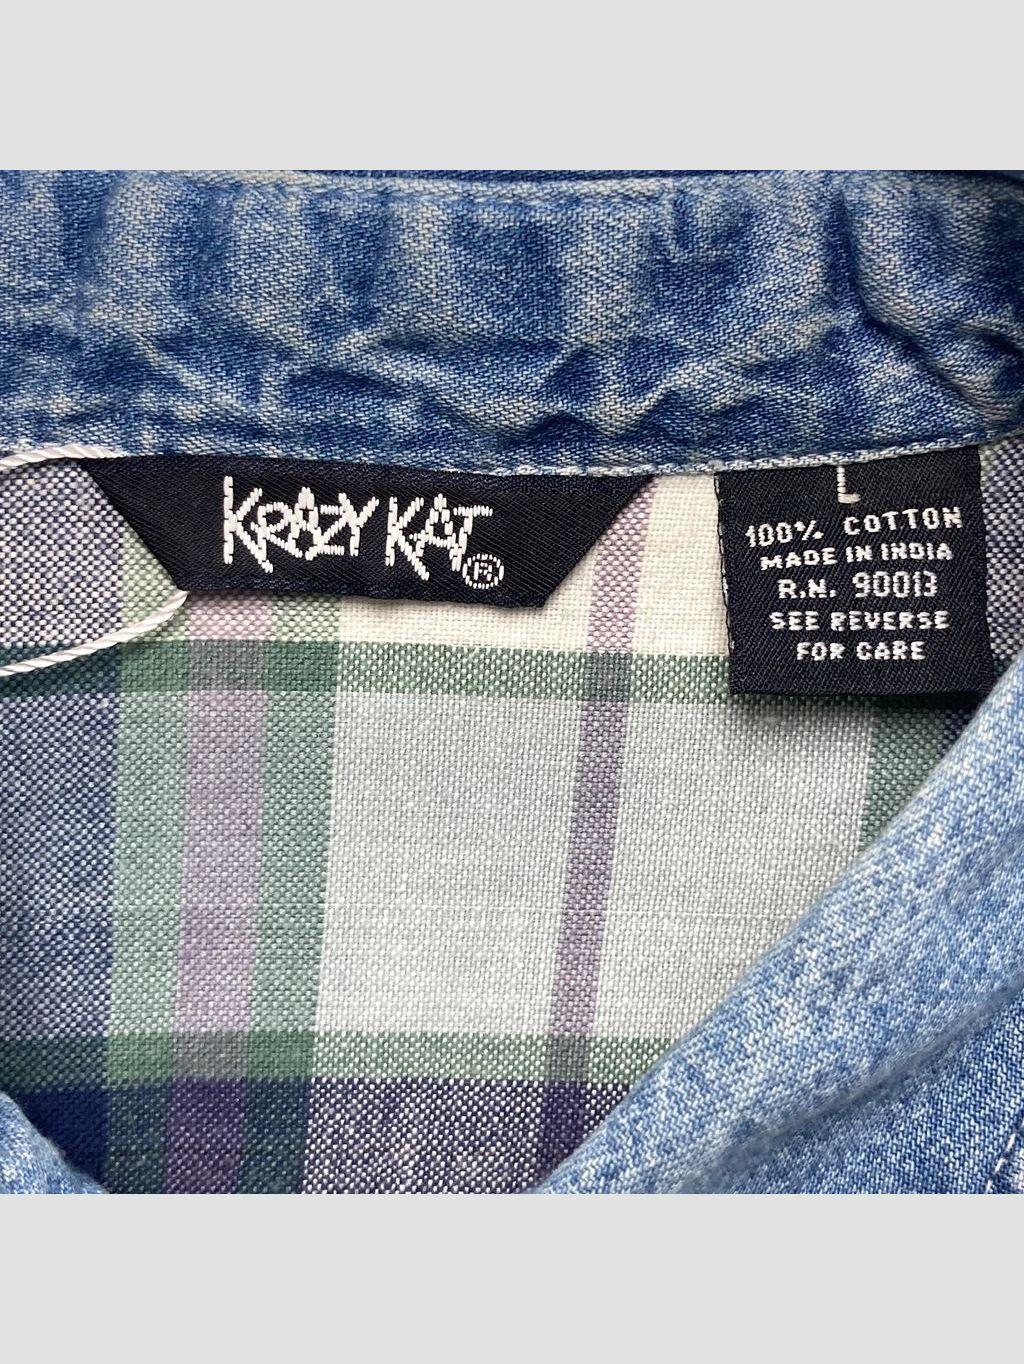 KRAZY KAT ®
L
100% COTTON
MADE IN INDIA
R.N. 90013
SEE REVERSE
FOR CARE